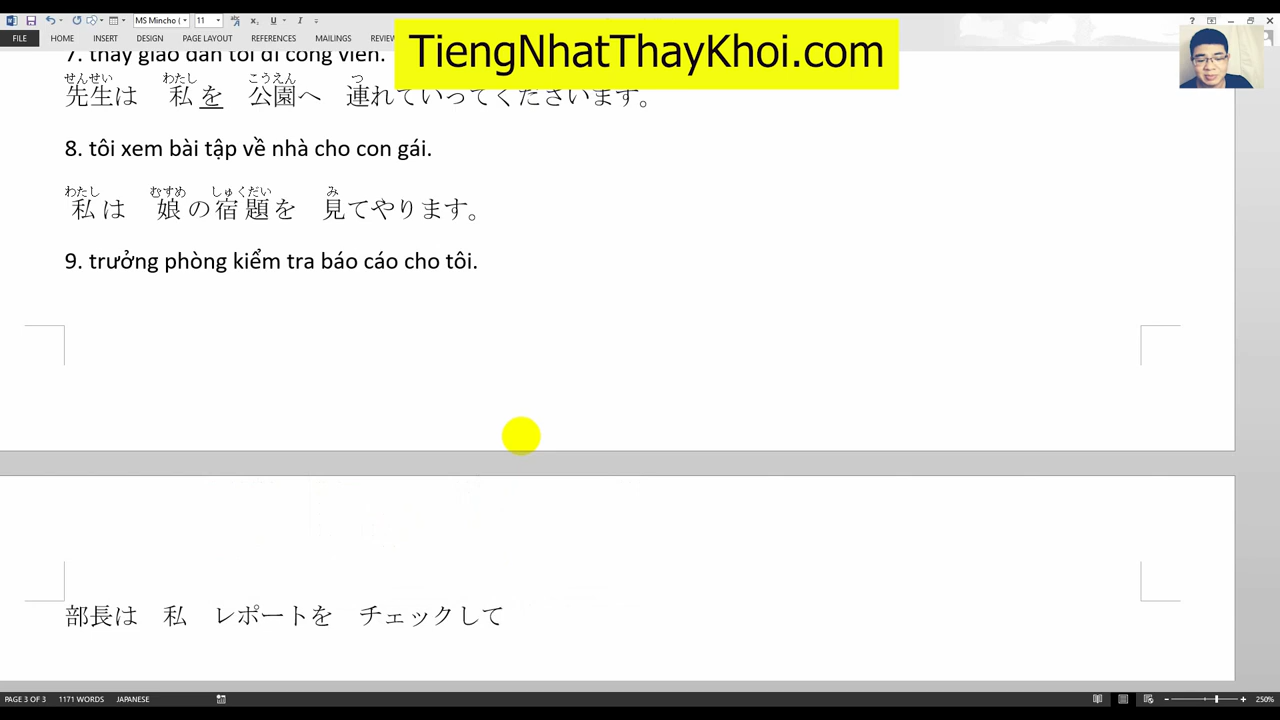 MS Mincho (
11
FILE HOME INSERT DESIGN PAGE LAYOUT REFERENCES MAILINGS REVIEW
TiengNhatThayKhoi.com
7. thầy giáo dẫn tôi đi công viên.
せんせい わたし こうえん つ
先生は 私を 公園へ 連れていってくださいます。
8. tôi xem bài tập về nhà cho con gái.
わたし むすめ しゅくだい み
私は 娘の宿題を 見てやります。
9. trưởng phòng kiểm tra báo cáo cho tôi.
部長は 私 レポートを チェックして
PAGE 3 OF 3 1171 WORDS JAPANESE
250%